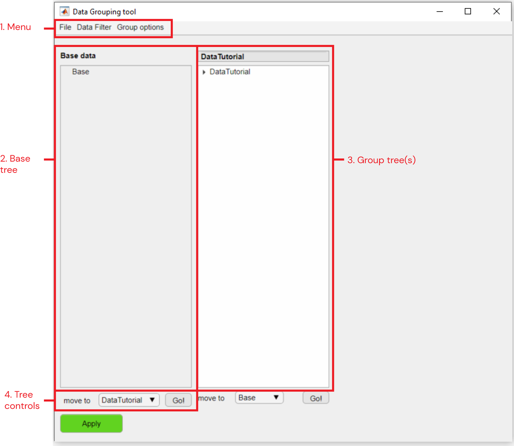 Data Grouping tool
1. Menu
File Data Filter Group options
Base data
DataTutorial
Base
DataTutorial
2. Base
tree
3. Group tree(s)
4. Tree
controls
move to DataTutorial Go!
move to Base Go!
Apply